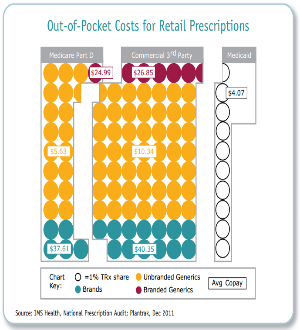 Out-of-Pocket Costs for Retail Prescriptions
Medicare Part D
Commercial 3rd Party
Medicaid
$24.99
$26.85
$4.07
$5.63
$10.34
$37.61
$40.35
Chart Key:
=1% TRx share
Unbranded Generics
Brands
Branded Generics
Avg Copay
Source: IMS Health, National Prescription Audit: Plantrak, Dec 2011